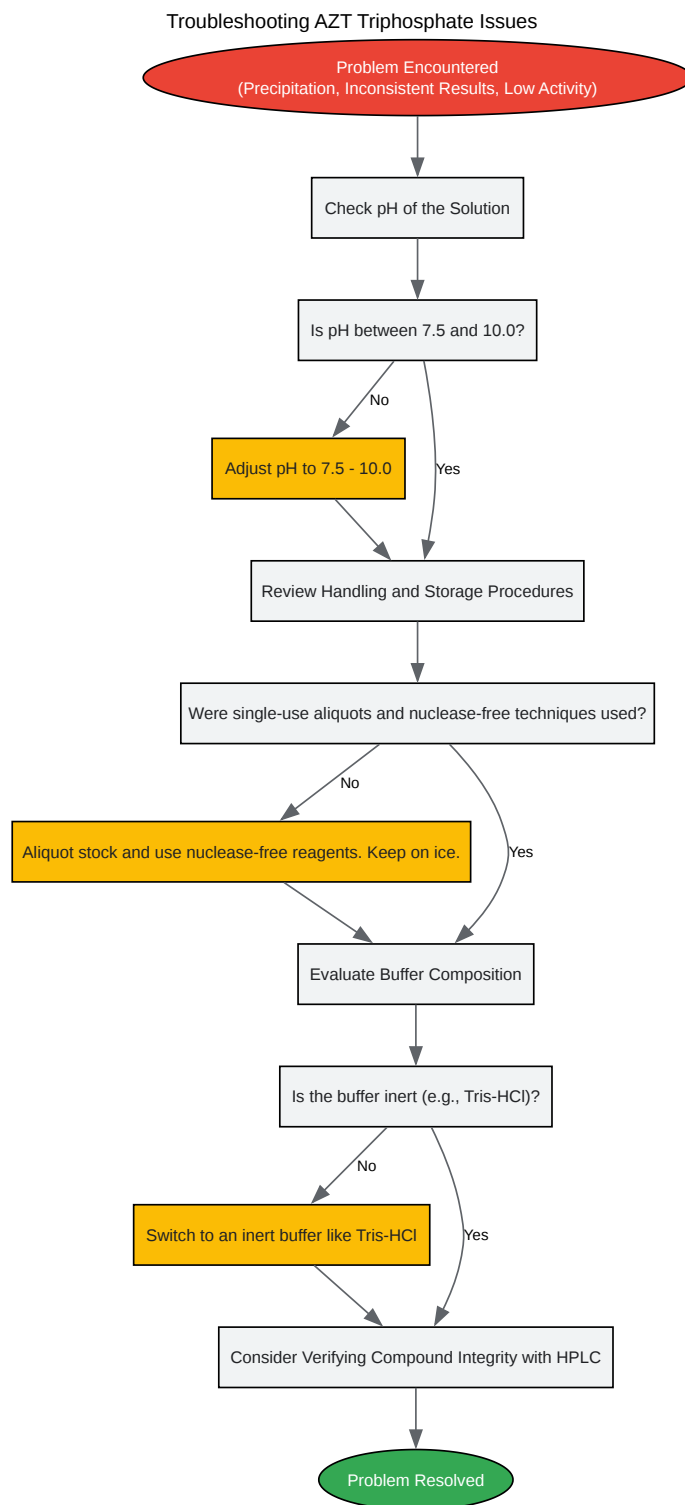 Troubleshooting AZT Triphosphate Issues
Problem Encountered
(Precipitation, Inconsistent Results, Low Activity)
Check pH of the Solution
Is pH between 7.5 and 10.0?
No
Adjust pH to 7.5 - 10.0
Yes
Review Handling and Storage Procedures
Were single-use aliquots and nuclease-free techniques used?
No
Aliquot stock and use nuclease-free reagents. Keep on ice.
Yes
Evaluate Buffer Composition
Is the buffer inert (e.g., Tris-HCl)?
No
Switch to an inert buffer like Tris-HCl
Yes
Consider Verifying Compound Integrity with HPLC
Problem Resolved